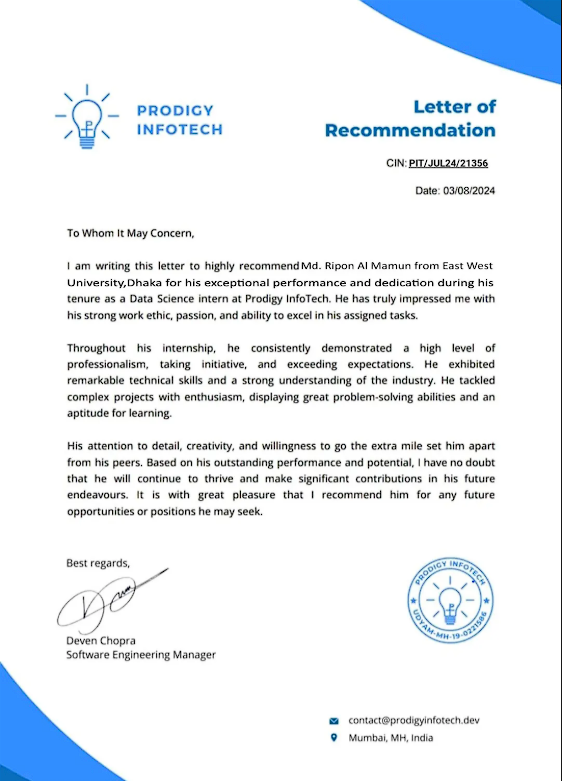 PRODIGY
INFOTECH
Letter of
Recommendation
CIN: PIT/JUL24/21356
Date: 03/08/2024
To Whom It May Concern,
I am writing this letter to highly recommend Md. Ripon Al Mamun from East West
University,Dhaka for his exceptional performance and dedication during his
tenure as a Data Science intern at Prodigy InfoTech. He has truly impressed me with
his strong work ethic, passion, and ability to excel in his assigned tasks.
Throughout his internship, he consistently demonstrated a high level of
professionalism, taking initiative, and exceeding expectations. He exhibited
remarkable technical skills and a strong understanding of the industry. He tackled
complex projects with enthusiasm, displaying great problem-solving abilities and an
aptitude for learning.
His attention to detail, creativity, and willingness to go the extra mile set him apart
from his peers. Based on his outstanding performance and potential, I have no doubt
that he will continue to thrive and make significant contributions in his future
endeavours. It is with great pleasure that I recommend him for any future
opportunities or positions he may seek.
Best regards,
Deven Chopra
Software Engineering Manager
PRODIGY INFOTECH
UDYAM-MH-19-0221586
contact@prodigyinfotech.dev
Mumbai, MH, India